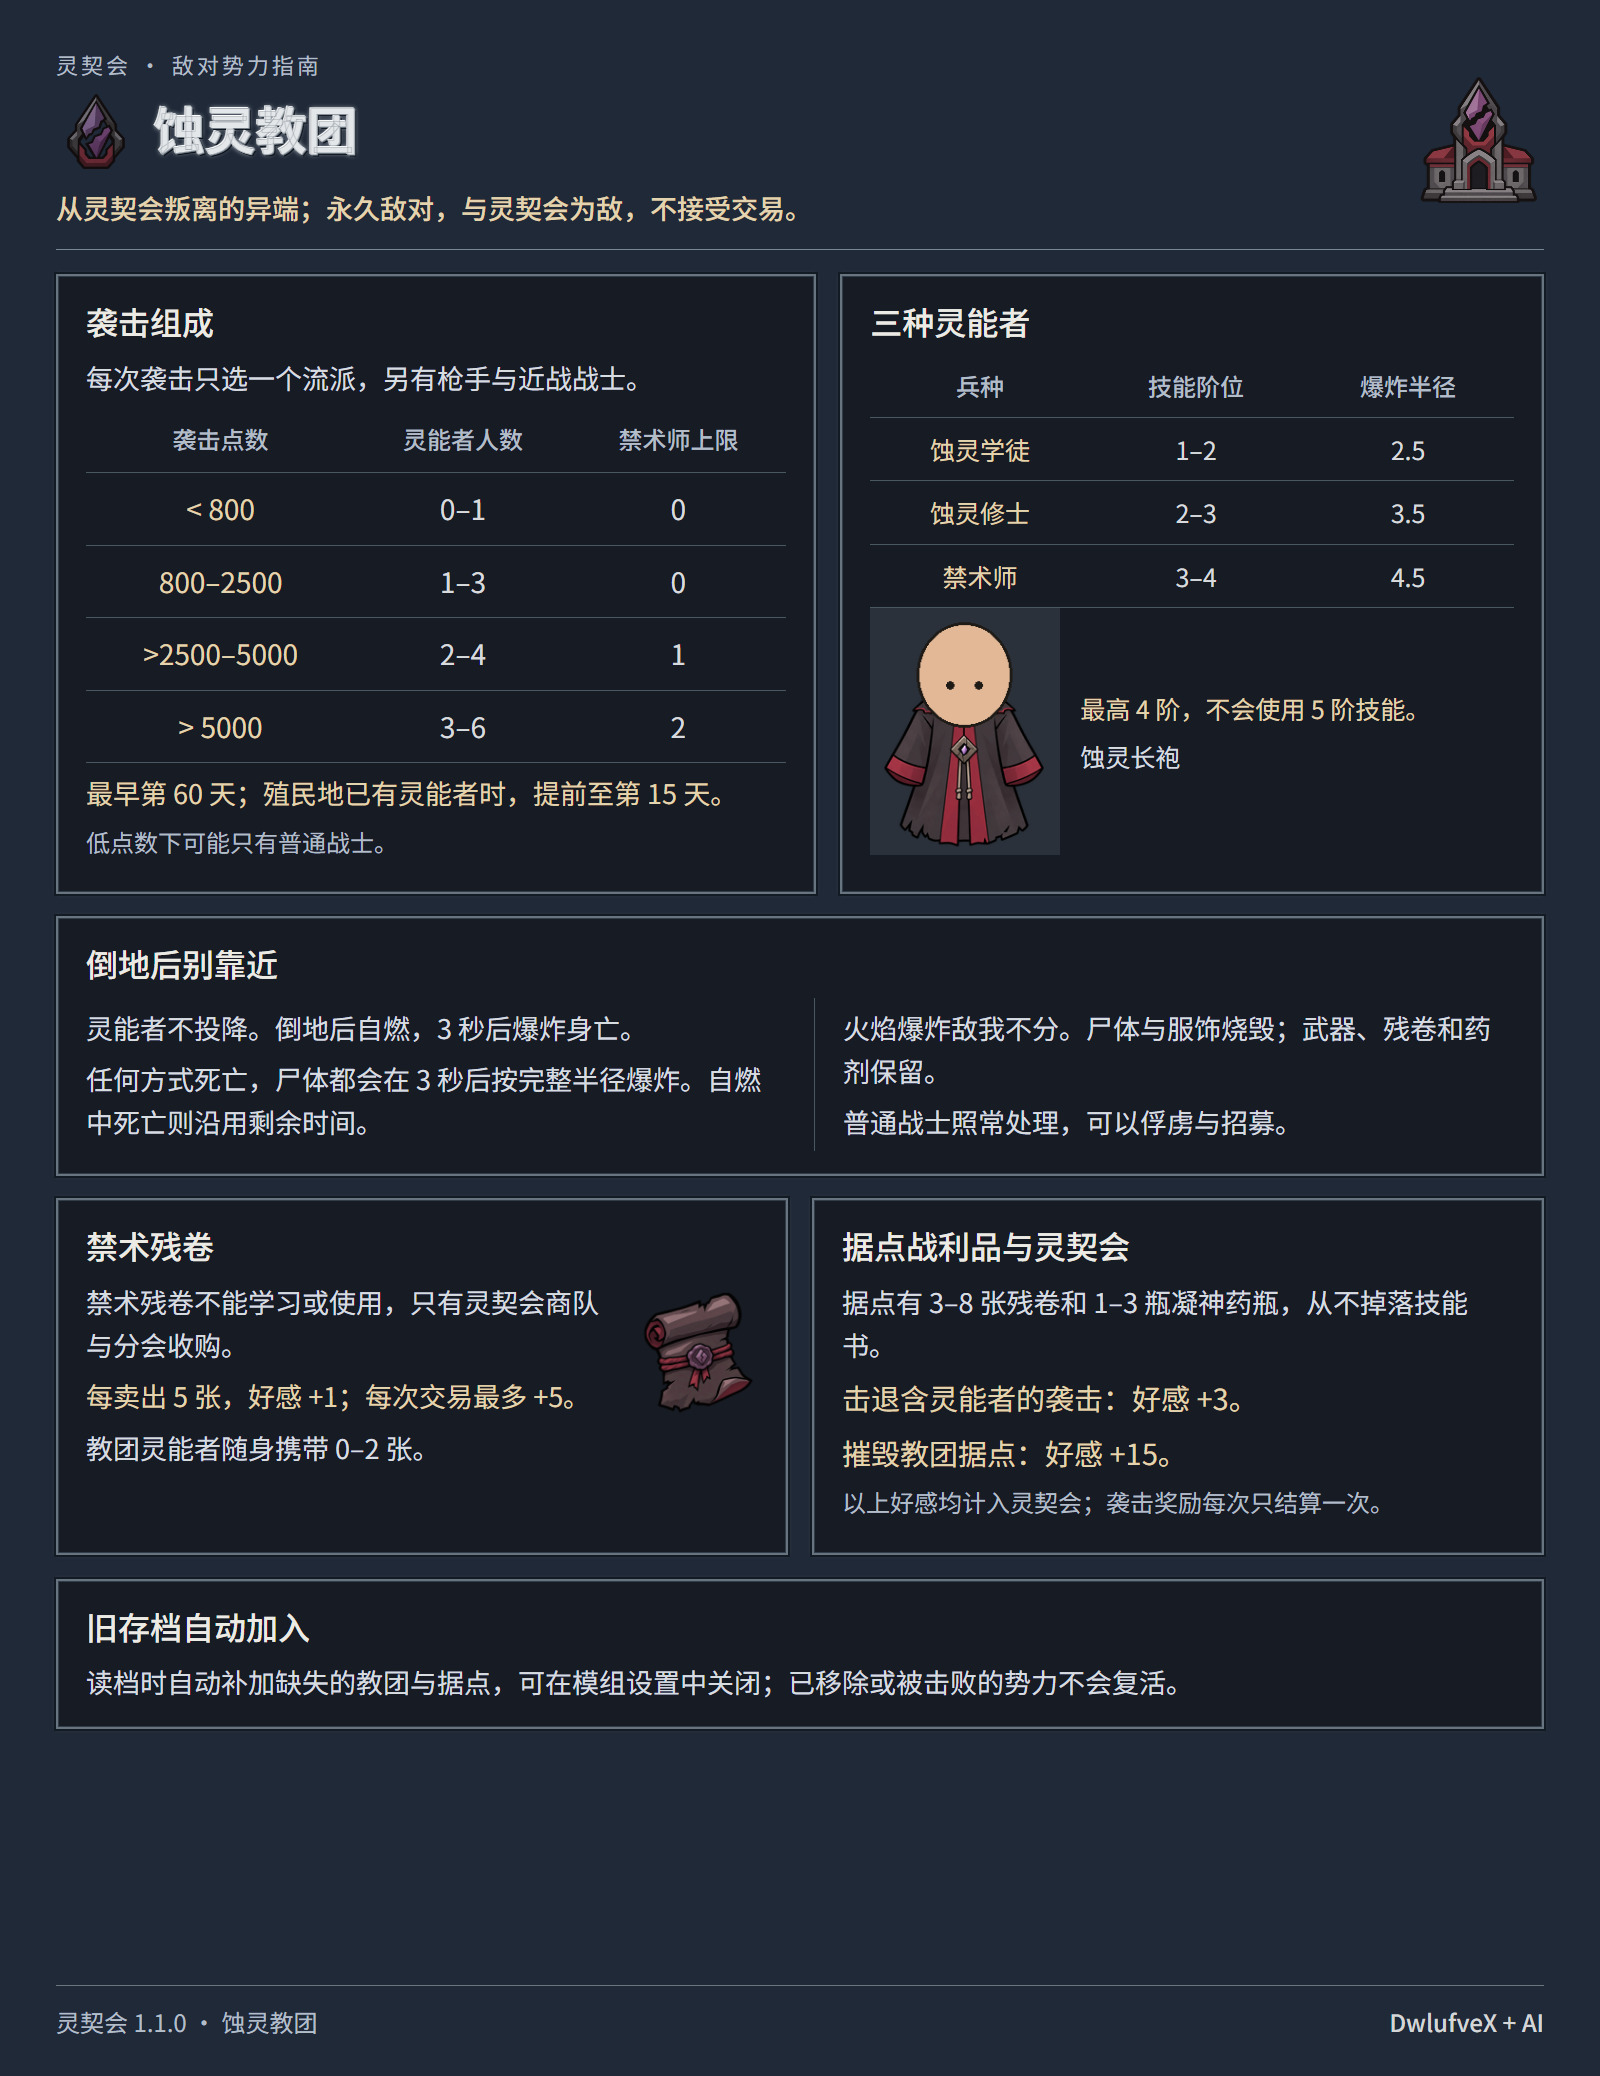 灵契会 · 敌对势力指南
蚀灵教团
从灵契会叛离的异端；永久敌对，与灵契会为敌，不接受交易。
袭击组成
每次袭击只选一个流派，另有枪手与近战战士。
袭击点数 灵能者人数 禁术师上限
< 800 0–1 0
800–2500 1–3 0
>2500–5000 2–4 1
> 5000 3–6 2
最早第 60 天；殖民地已有灵能者时，提前至第 15 天。
低点数下可能只有普通战士。
三种灵能者
兵种 技能阶位 爆炸半径
蚀灵学徒 1–2 2.5
蚀灵修士 2–3 3.5
禁术师 3–4 4.5
最高 4 阶，不会使用 5 阶技能。
蚀灵长袍
倒地后别靠近
灵能者不投降。倒地后自燃，3 秒后爆炸身亡。
任何方式死亡，尸体都会在 3 秒后按完整半径爆炸。自燃
中死亡则沿用剩余时间。
火焰爆炸敌我不分。尸体与服饰烧毁；武器、残卷和药
剂保留。
普通战士照常处理，可以俘虏与招募。
禁术残卷
禁术残卷不能学习或使用，只有灵契会商队
与分会收购。
每卖出 5 张，好感 +1；每次交易最多 +5。
教团灵能者随身携带 0–2 张。
据点战利品与灵契会
据点有 3–8 张残卷和 1–3 瓶凝神药瓶，从不掉落技能
书。
击退含灵能者的袭击：好感 +3。
摧毁教团据点：好感 +15。
以上好感均计入灵契会；袭击奖励每次只结算一次。
旧存档自动加入
读档时自动补加缺失的教团与据点，可在模组设置中关闭；已移除或被击败的势力不会复活。
灵契会 1.1.0 · 蚀灵教团
DwlufveX + AI